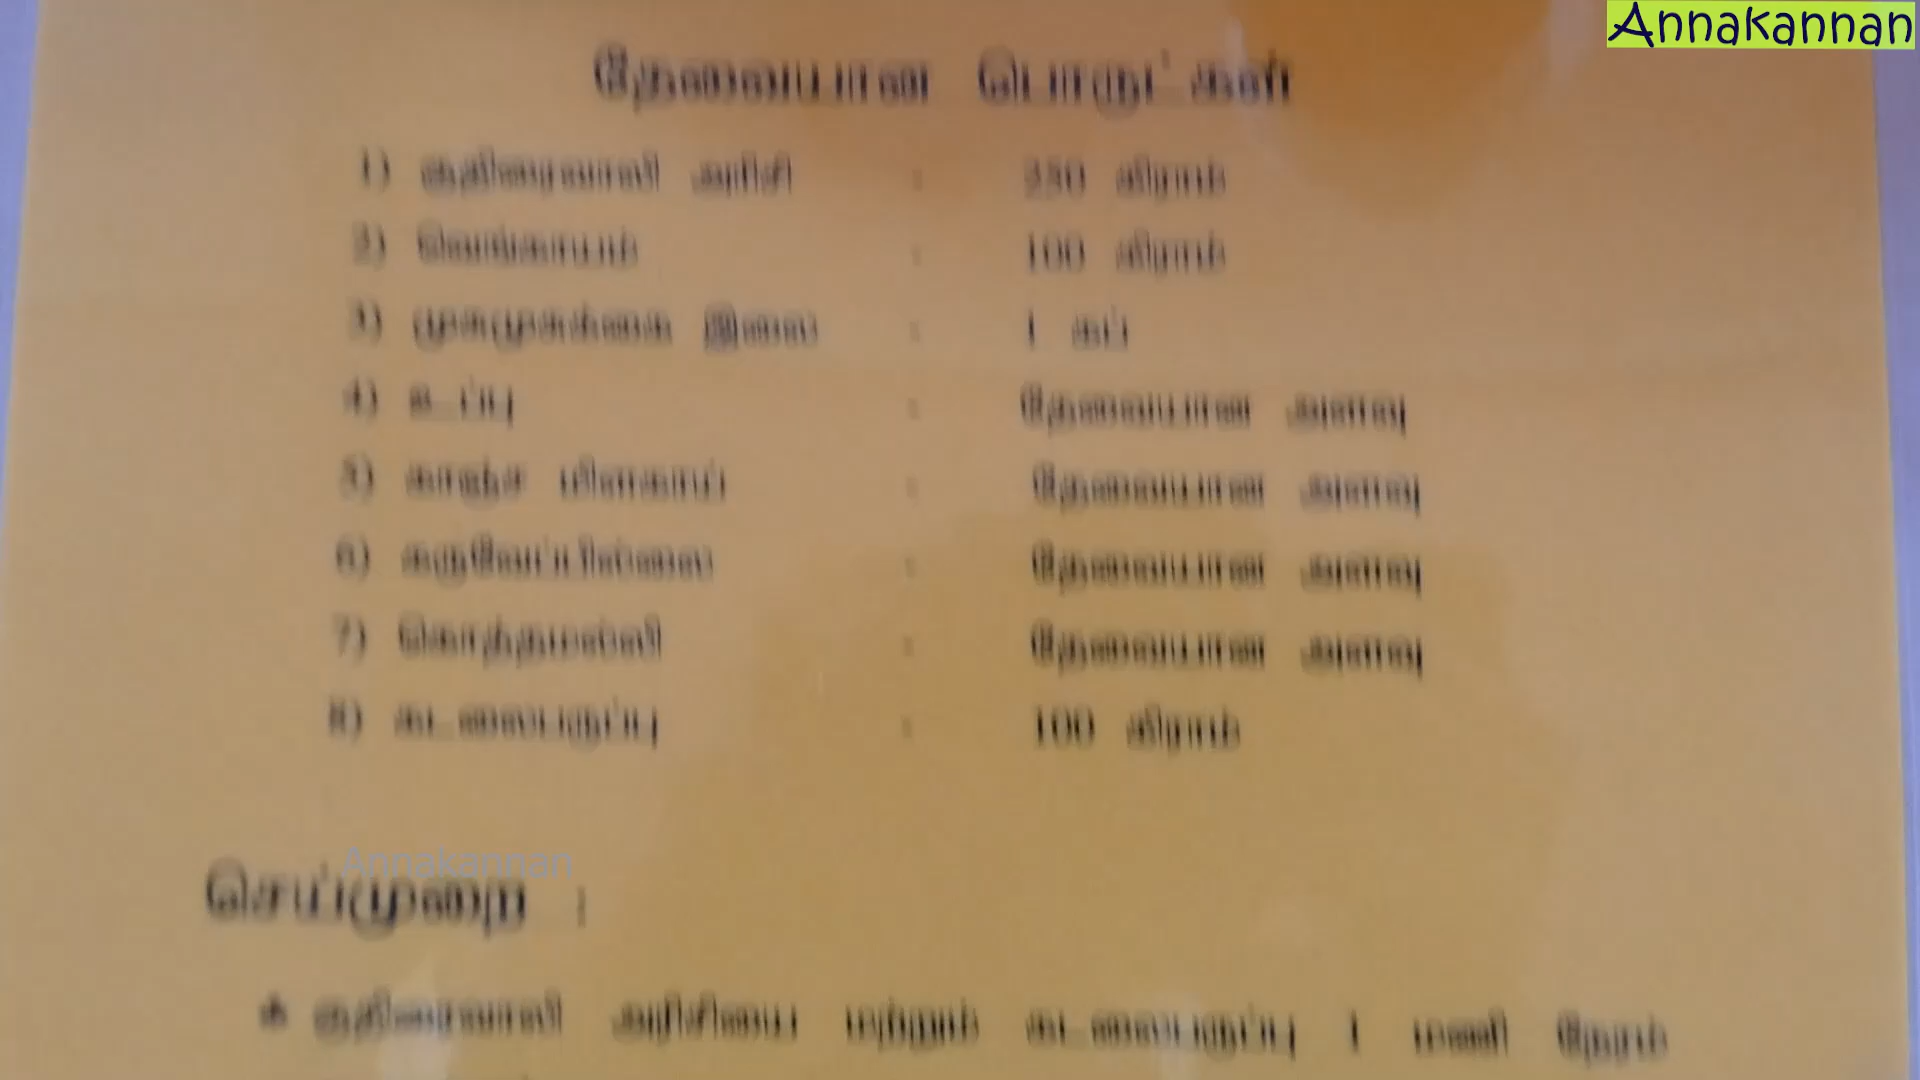 Annakannan
தேவையான பொருட்கள்
1) குதிரைவாலி அரிசி : 250 கிராம்
2) வெங்காயம் : 100 கிராம்
3) முசுமுசுக்கை இலை : 1 கப்
4) உப்பு : தேவையான அளவு
5) காஞ்ச மிளகாய் : தேவையான அளவு
6) கருவேப்பில்லை : தேவையான அளவு
7) கொத்தமல்லி : தேவையான அளவு
8) கடலைபருப்பு : 100 கிராம்
Annakannan
செய்முறை :
குதிரைவாலி அரிசியை மற்றும் கடலைபருப்பு 1 மணி நேரம்